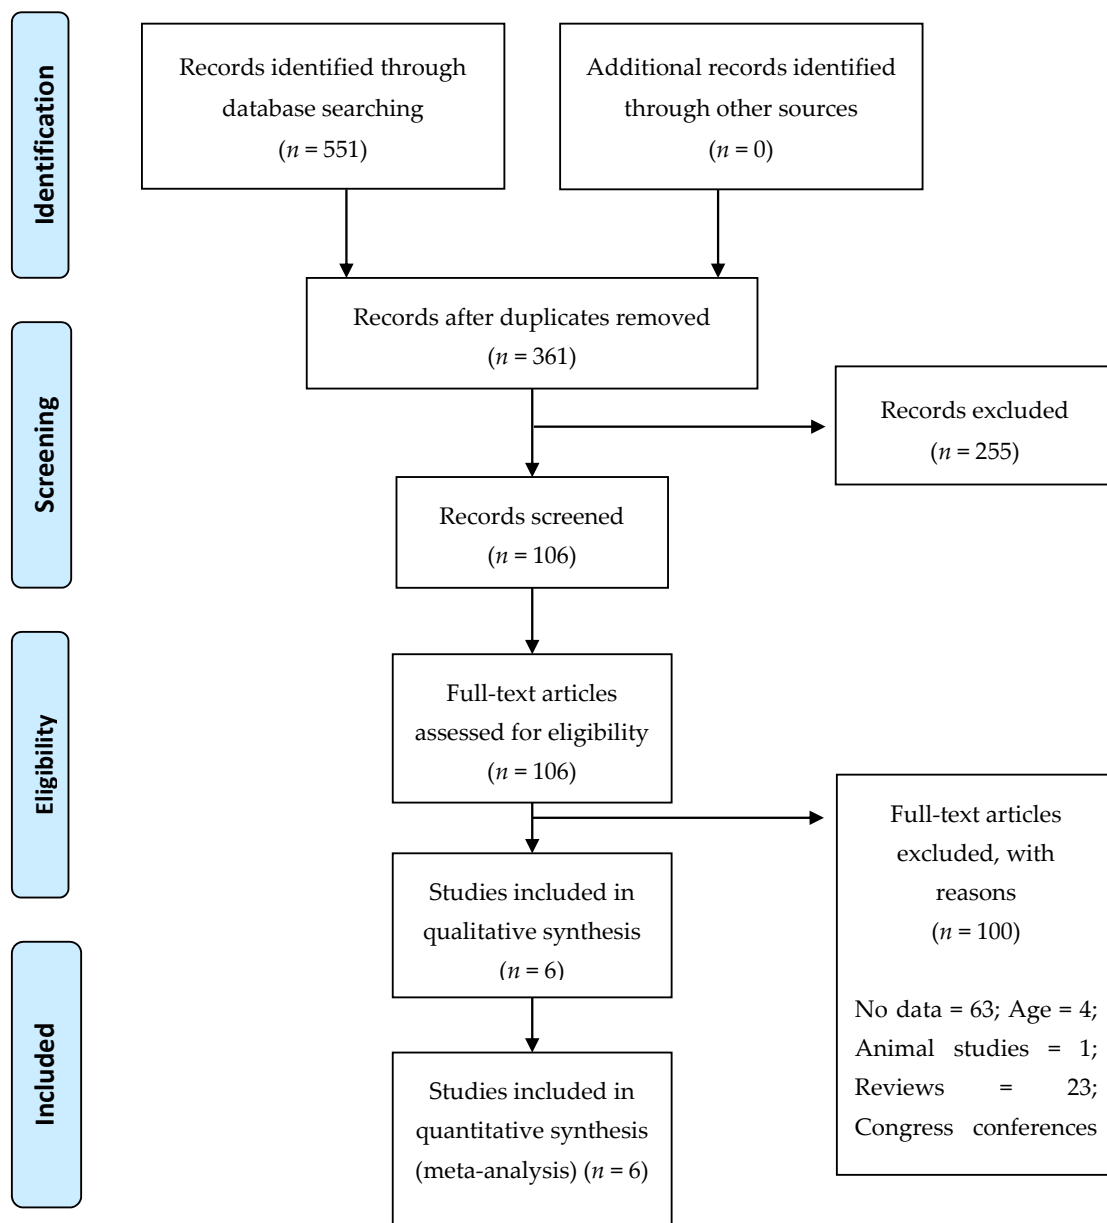 Identification
Records identified through
database searching
(n = 551)
Additional records identified
through other sources
(n = 0)
Records after duplicates removed
(n = 361)
Screening
Records excluded
(n = 255)
Records screened
(n = 106)
Eligibility
Full-text articles
assessed for eligibility
(n = 106)
Full-text articles
excluded, with
reasons
(n = 100)
No data = 63; Age = 4;
Animal studies = 1;
Reviews = 23;
Congress conferences
Studies included in
qualitative synthesis
(n = 6)
Included
Studies included in
quantitative synthesis
(meta-analysis) (n = 6)